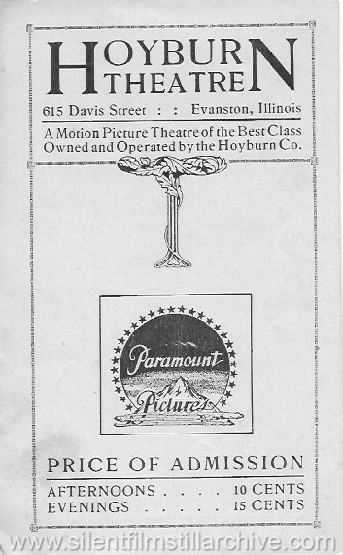 HOYBURN
THEATRE
615 Davis Street : : Evanston, Illinois
A Motion Picture Theatre of the Best Class
Owned and Operated by the Hoyburn Co.
Paramount
Pictures
PRICE OF ADMISSION
AFTERNOONS . . . . 10 CENTS
EVENINGS . . . . 15 CENTS
www.silentfilmstillarchive.com